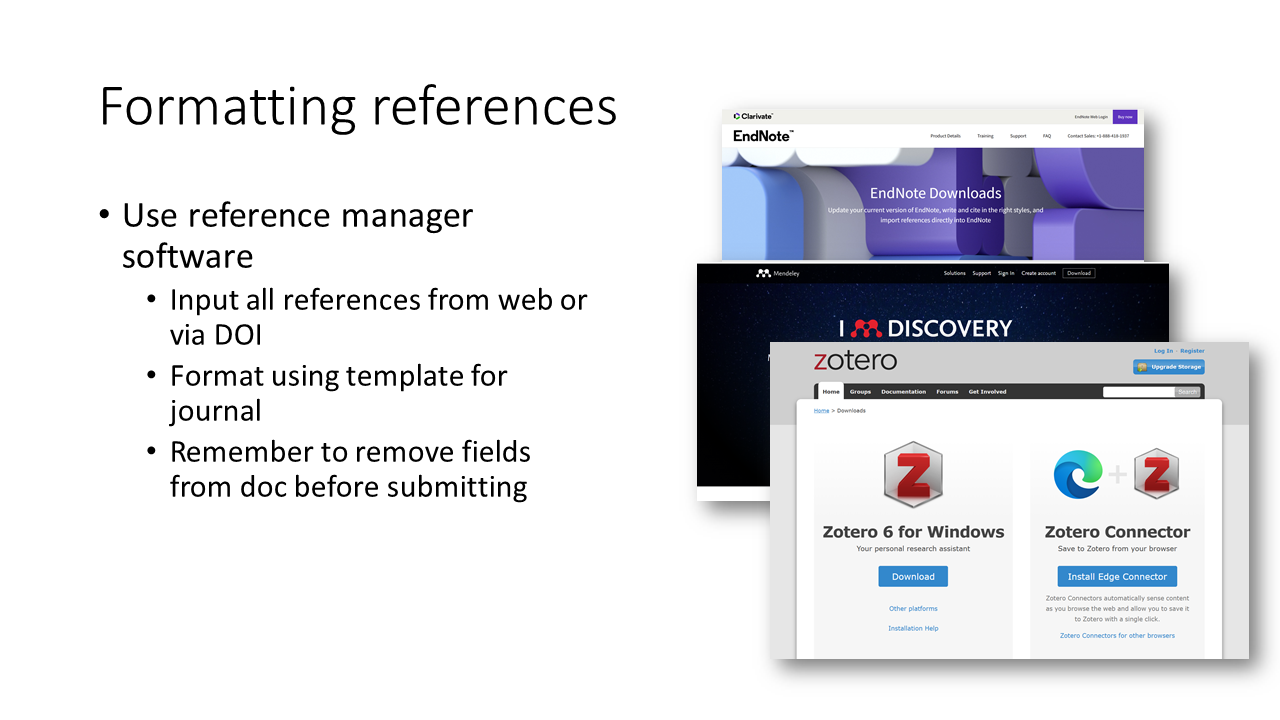 Formatting references
• Use reference manager
software
• Input all references from web or
via DOI
• Format using template for
journal
• Remember to remove fields
from doc before submitting
Clarivate™
EndNote Web Login
Buy now
EndNote™
Product Details
Training
Support
FAQ
Contact Sales: +1-888-418-1937
EndNote Downloads
Update your current version of EndNote, write and cite in the right styles, and
import references directly into EndNote
Mendeley
Solutions
Support
Sign In
Create account
Download
I DISCOVERY
zotero
Log In · Register
Upgrade Storage
Home
Groups
Documentation
Forums
Get Involved
Search
Home > Downloads
Zotero 6 for Windows
Your personal research assistant
Download
Other platforms
Installation Help
Zotero Connector
Save to Zotero from your browser
Install Edge Connector
Zotero Connectors automatically sense content
as you browse the web and allow you to save it
to Zotero with a single click.
Zotero Connectors for other browsers